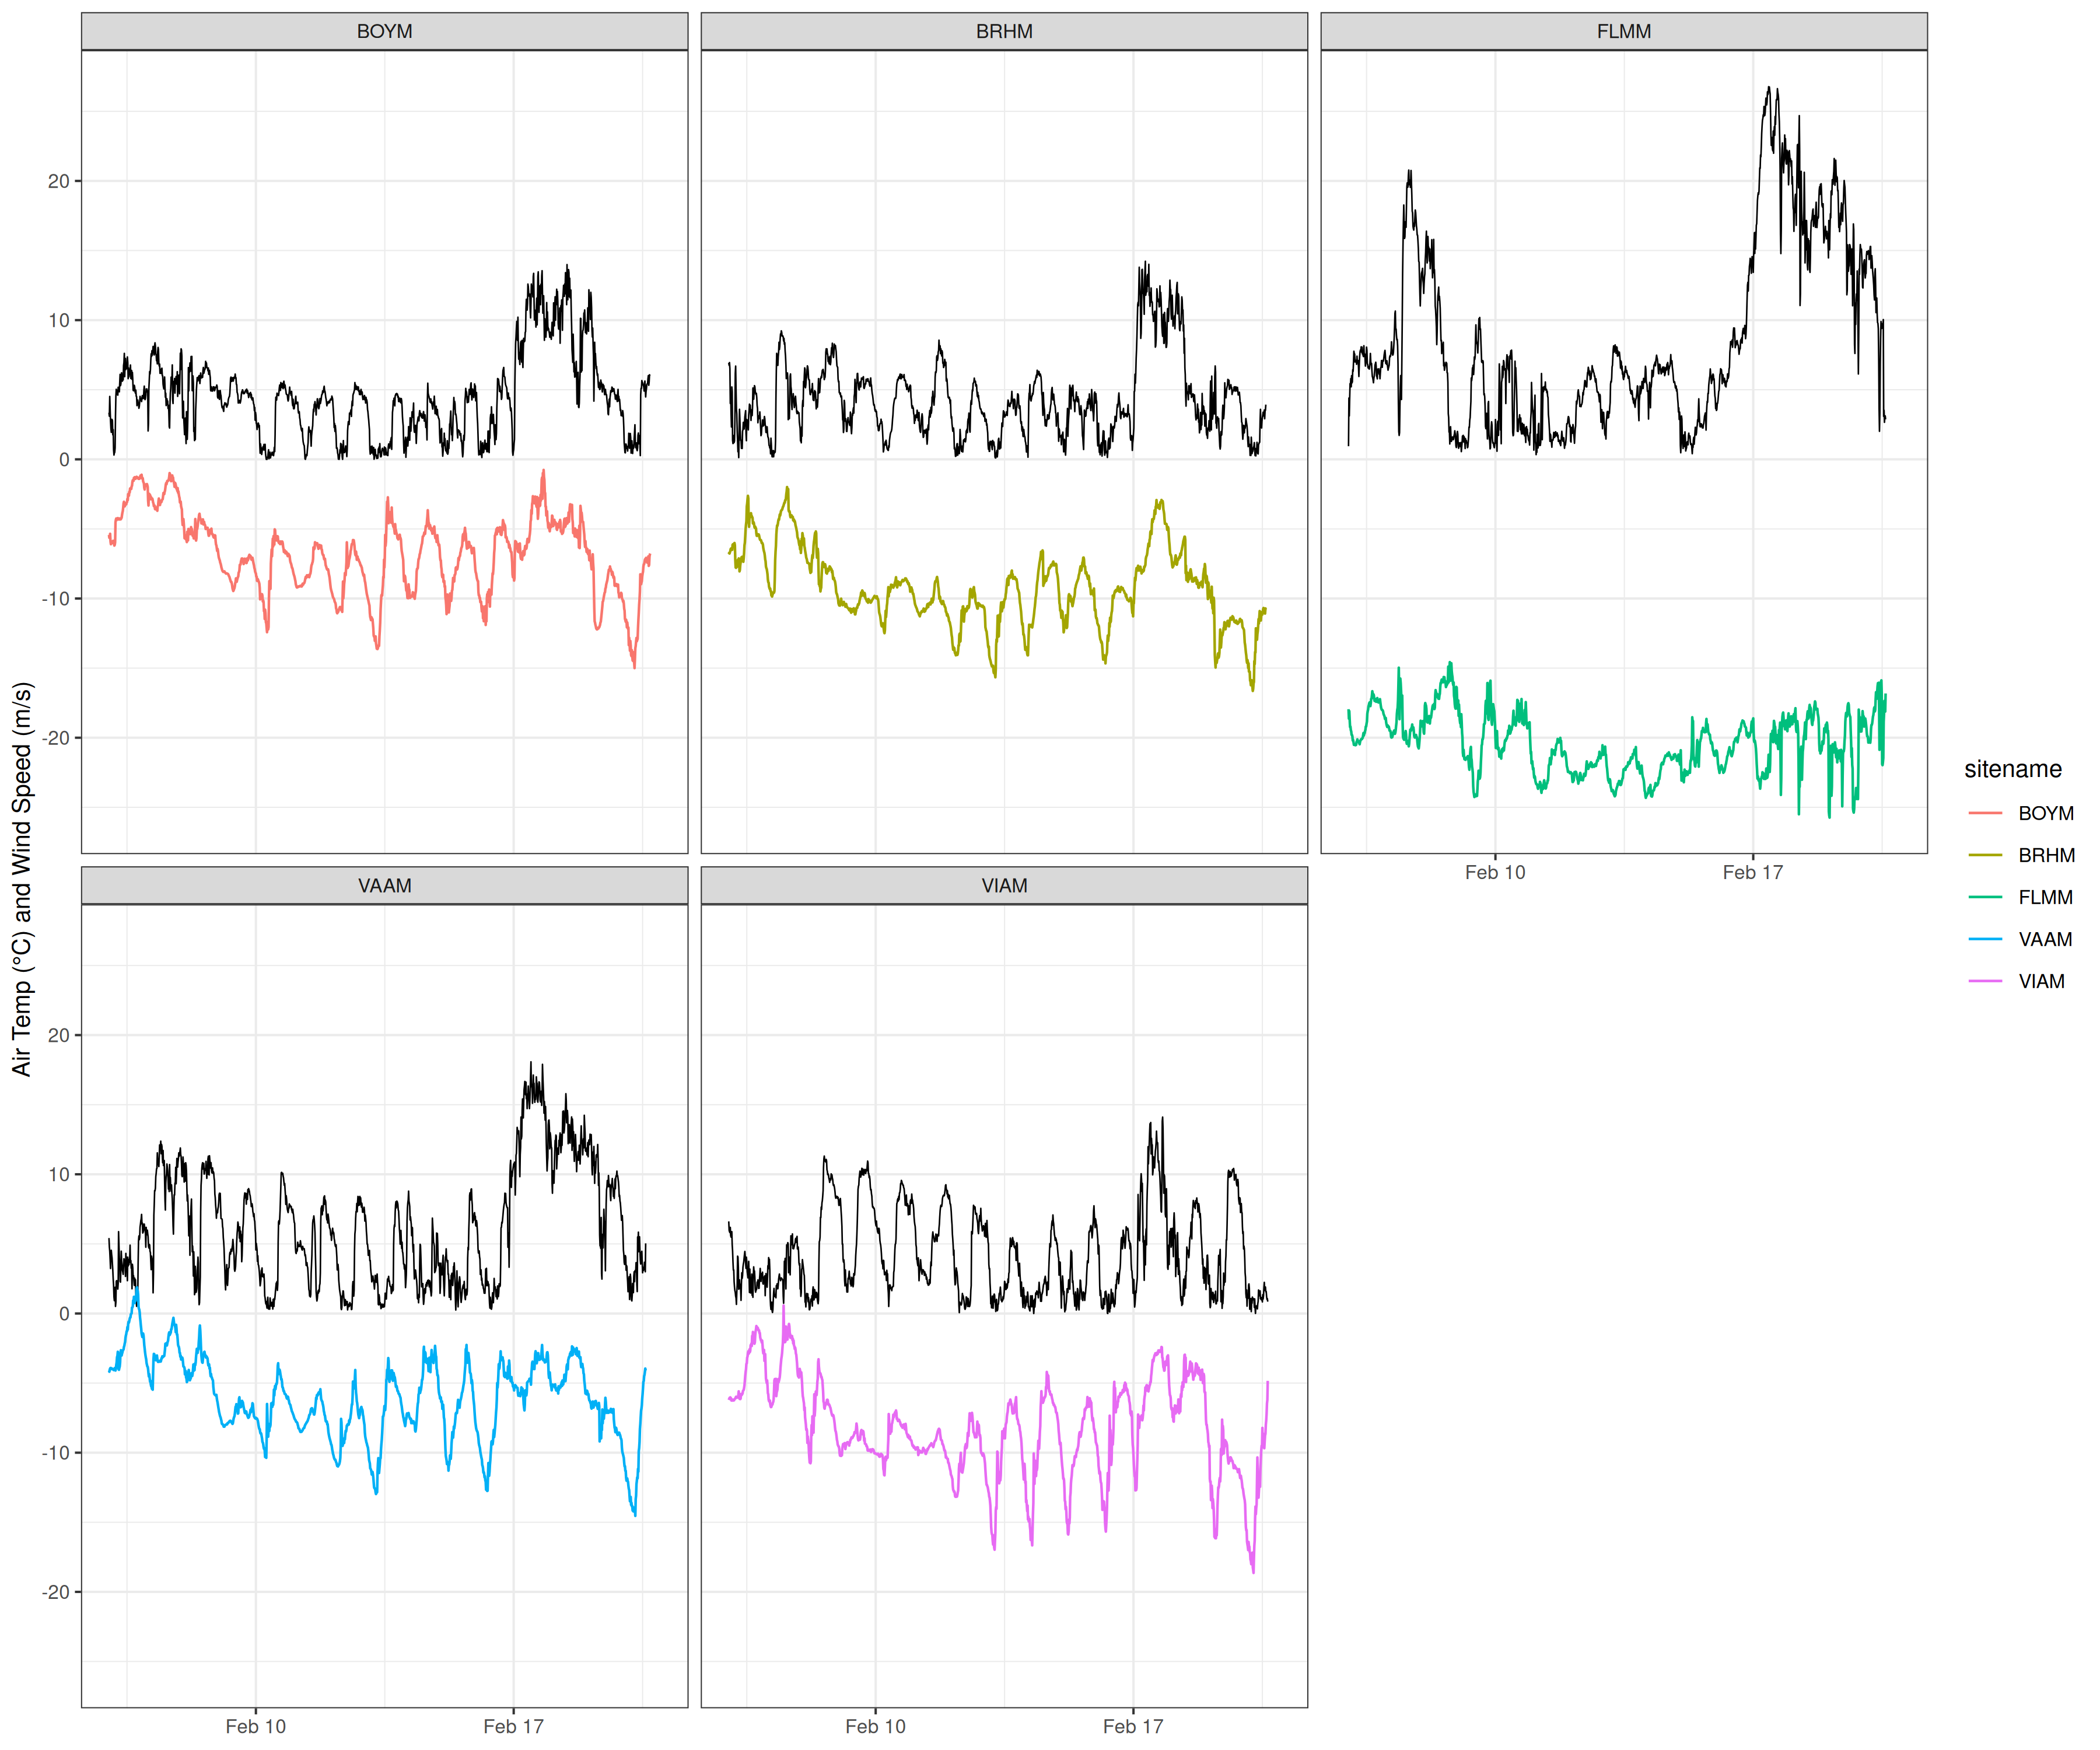 BOYM
BRHM
FLMM
20
10
0
-10
-20
Feb 10
Feb 17
VAAM
VIAM
20
10
0
-10
-20
Feb 10
Feb 17
Feb 10
Feb 17
Air Temp (°C) and Wind Speed (m/s)
sitename
BOYM
BRHM
FLMM
VAAM
VIAM